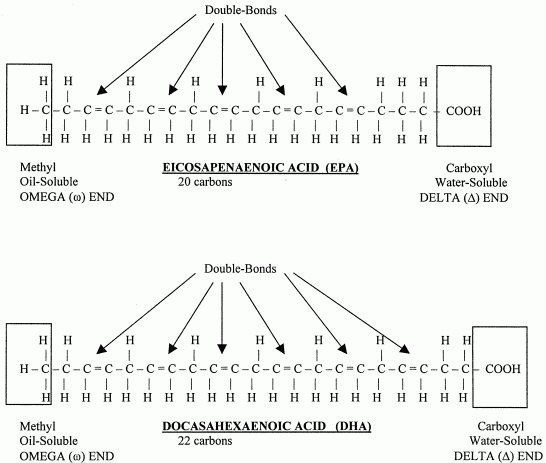 Double-Bonds
H H H H H H H H H
H – C – C – C = C – C – C = C – C – C = C – C – C = C – C – C = C – C – C – C – COOH
H H H H H H H H H H H H H H H H H H H
Methyl
Oil-Soluble
OMEGA (ω) END
EICOSAPENAENOIC ACID (EPA)
20 carbons
Carboxyl
Water-Soluble
DELTA (Δ) END
Double-Bonds
H H H H H H H H H
H – C – C – C = C – C – C = C – C – C = C – C – C = C – C – C = C – C – C = C – C – C – COOH
H H H H H H H H H H H H H H H H H H H H H
Methyl
Oil-Soluble
OMEGA (ω) END
DOCASAHEXAENOIC ACID (DHA)
22 carbons
Carboxyl
Water-Soluble
DELTA (Δ) END